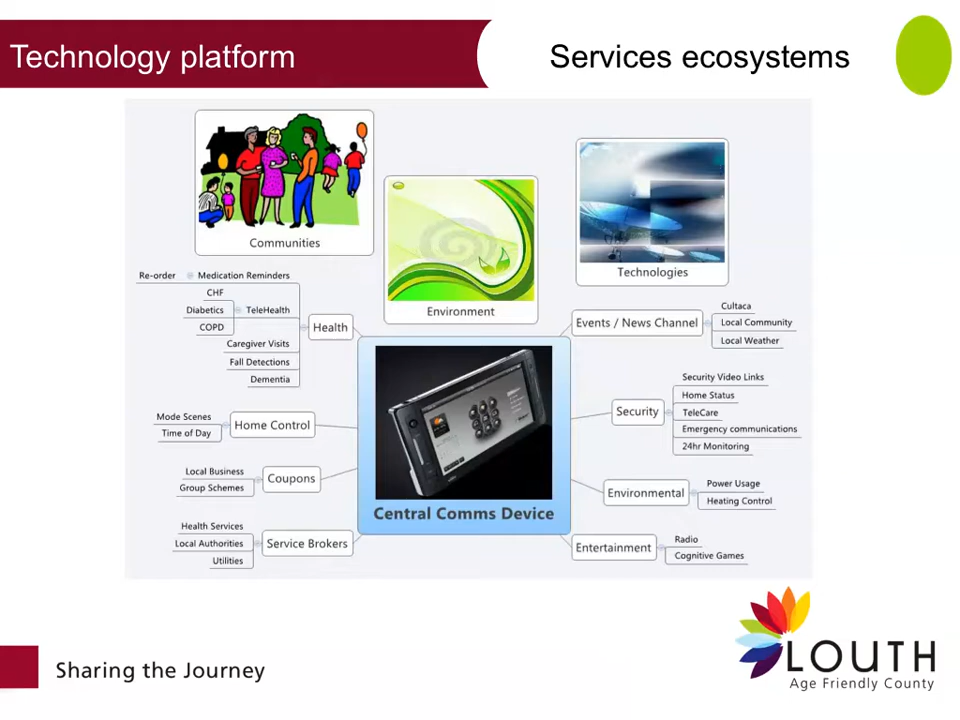 Technology platform
Services ecosystems
Communities
Environment
Technologies
Re-order
Medication Reminders
CHF
Diabetics
TeleHealth
COPD
Caregiver Visits
Fall Detections
Dementia
Health
Mode Scenes
Time of Day
Home Control
Local Business
Group Schemes
Coupons
Health Services
Local Authorities
Utilities
Service Brokers
Central Comms Device
Events / News Channel
Cultaca
Local Community
Local Weather
Security
Security Video Links
Home Status
TeleCare
Emergency communications
24hr Monitoring
Environmental
Power Usage
Heating Control
Entertainment
Radio
Cognitive Games
Sharing the Journey
LOUTH
Age Friendly County